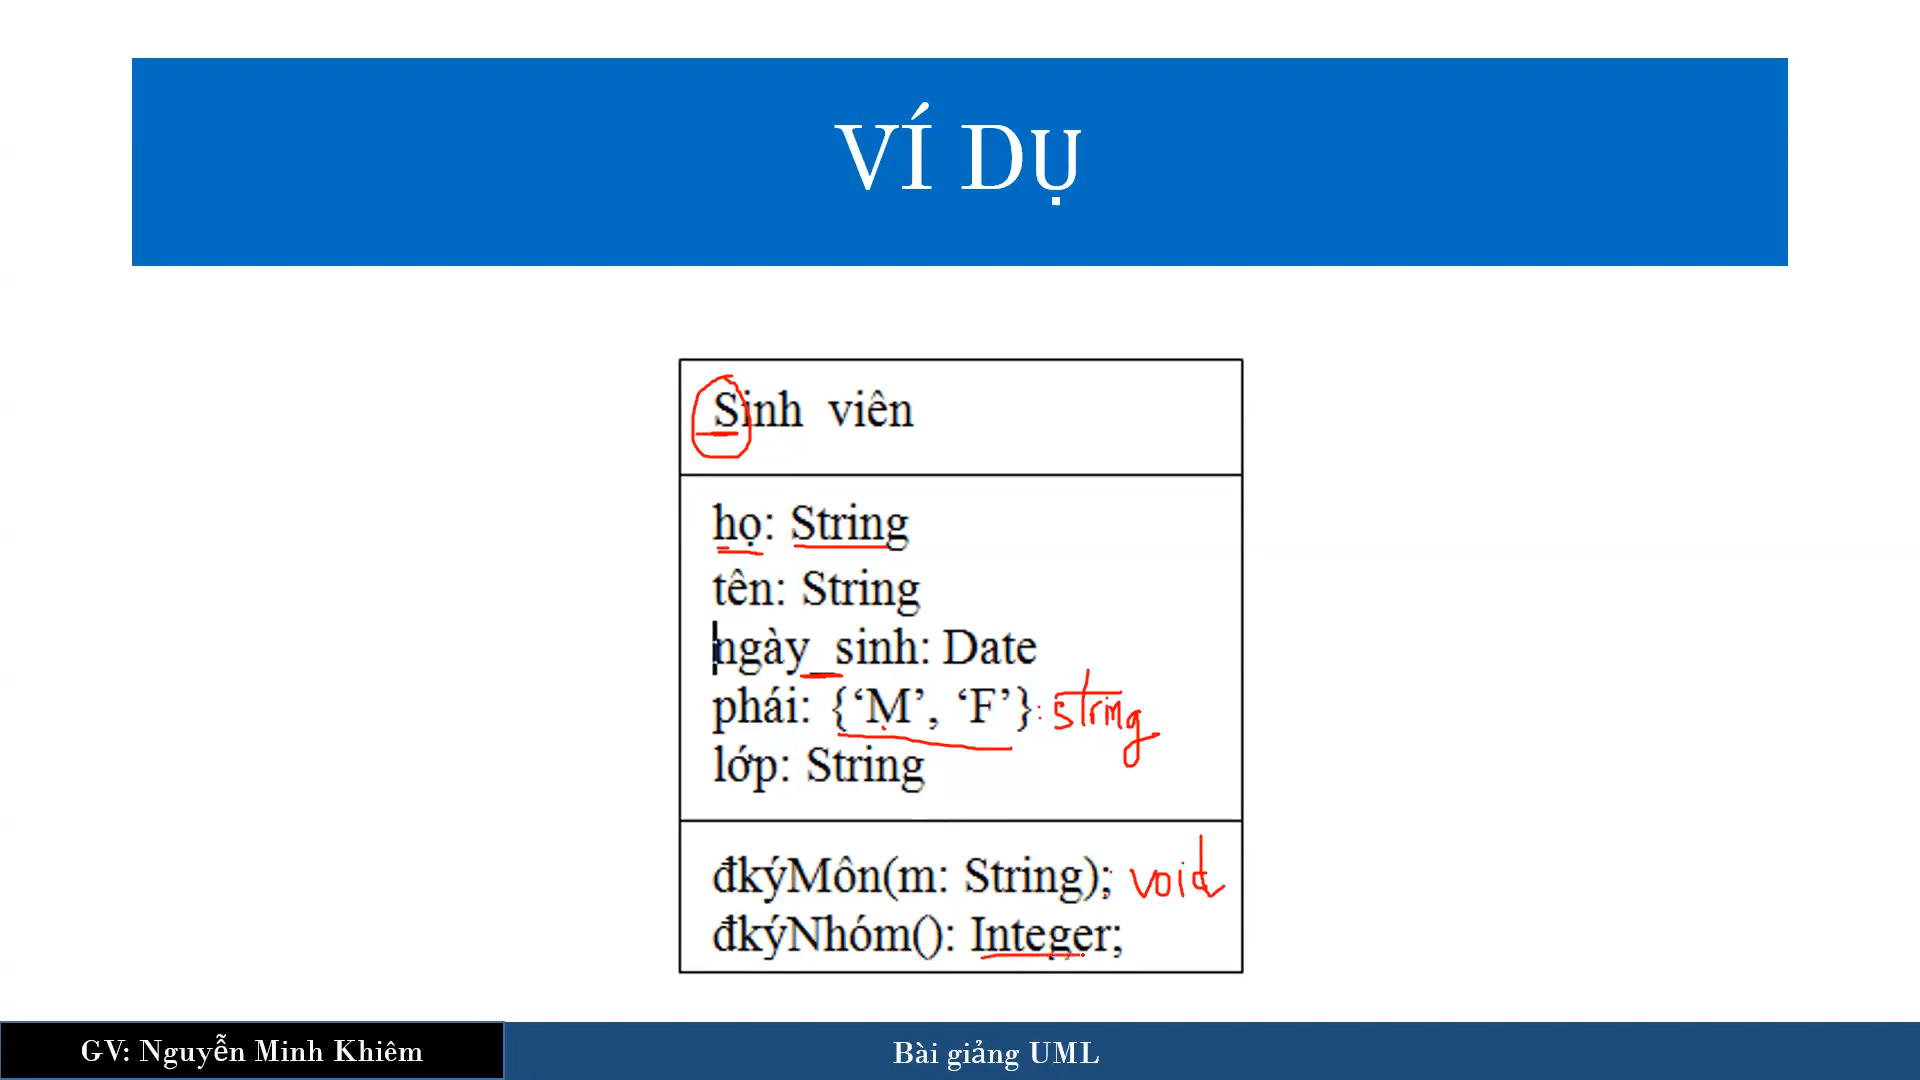 VÍ DỤ
Sinh viên
họ: String
tên: String
ngày_sinh: Date
phái: {‘M’, ‘F’} : string
lớp: String
đkýMôn(m: String); void
đkýNhóm(): Integer;
GV: Nguyễn Minh Khiêm
Bài giảng UML